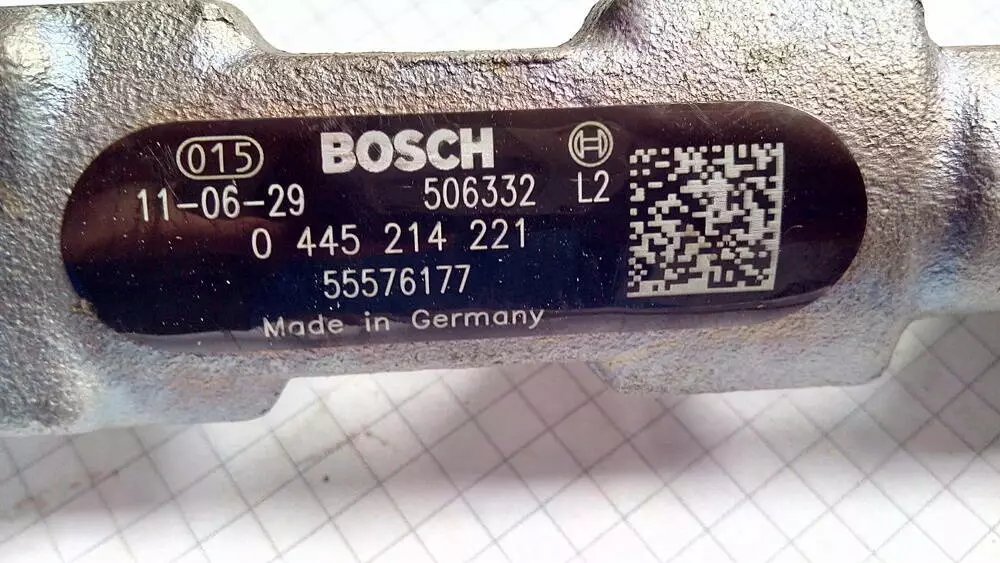 015 BOSCH
11-06-29 506332 L2
0 445 214 221
55576177
Made in Germany